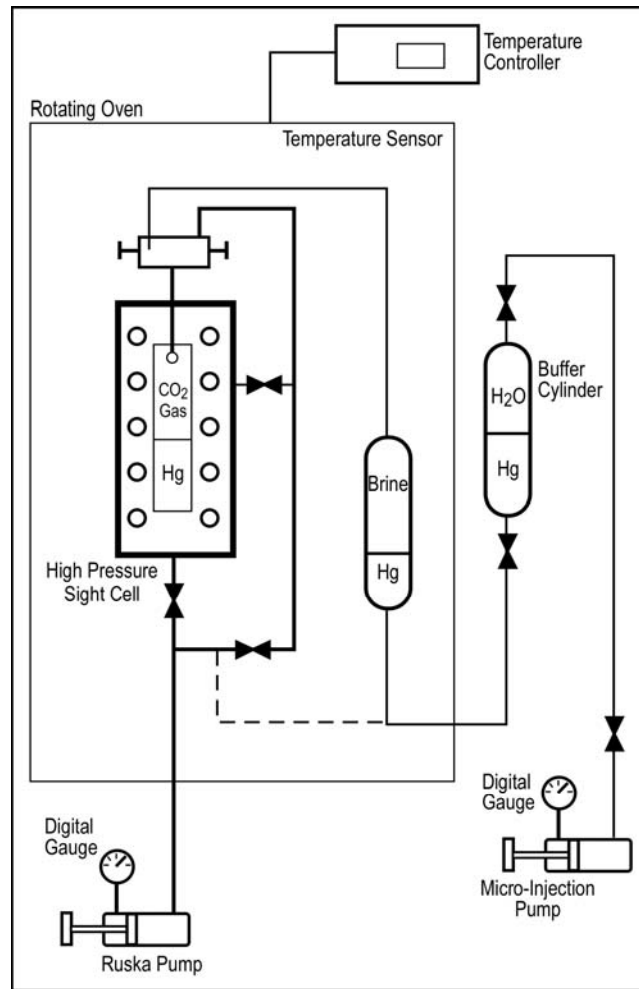 Temperature
Controller
Rotating Oven
Temperature Sensor
CO2
Gas
Hg
High Pressure
Sight Cell
Brine
Hg
H2O
Hg
Buffer
Cylinder
Digital
Gauge
Ruska Pump
Digital
Gauge
Micro-Injection
Pump